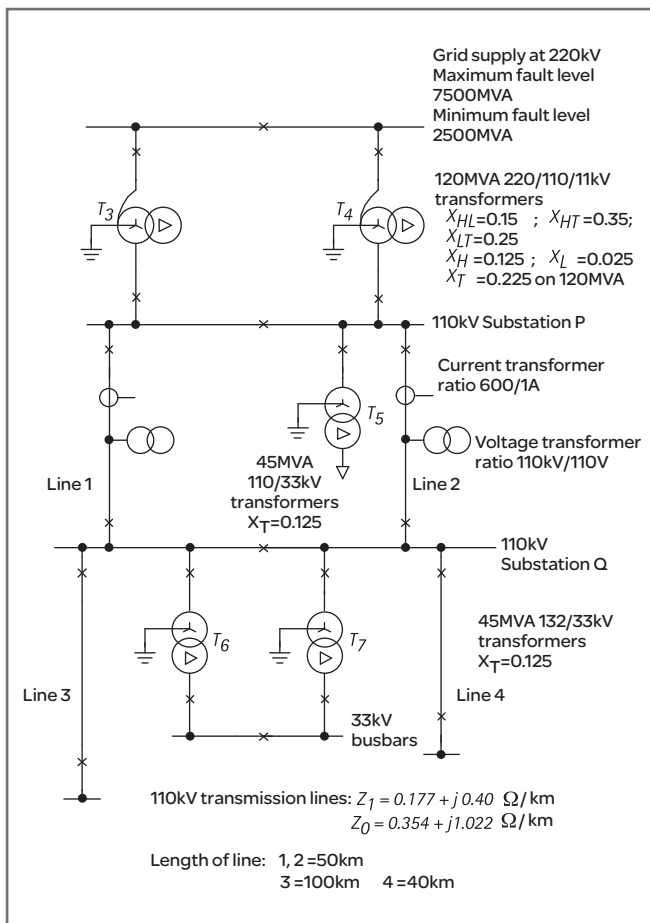 Grid supply at 220kV
Maximum fault level
7500MVA
Minimum fault level
2500MVA
T3
T4
120MVA 220/110/11kV
transformers
XHL=0.15 ; XHT=0.35;
XLT=0.25
XH=0.125 ; XL =0.025
XT =0.225 on 120MVA
110kV Substation P
Current transformer
ratio 600/1A
T5
Voltage transformer
ratio 110kV/110V
45MVA
110/33kV
transformers
XT=0.125
Line 1
Line 2
110kV
Substation Q
T6
T7
45MVA 132/33kV
transformers
XT=0.125
Line 3
Line 4
33kV
busbars
110kV transmission lines: Z1 = 0.177 + j 0.40 Ω/ km
Z0 = 0.354 + j1.022 Ω/ km
Length of line: 1, 2 =50km
3 =100km 4 =40km